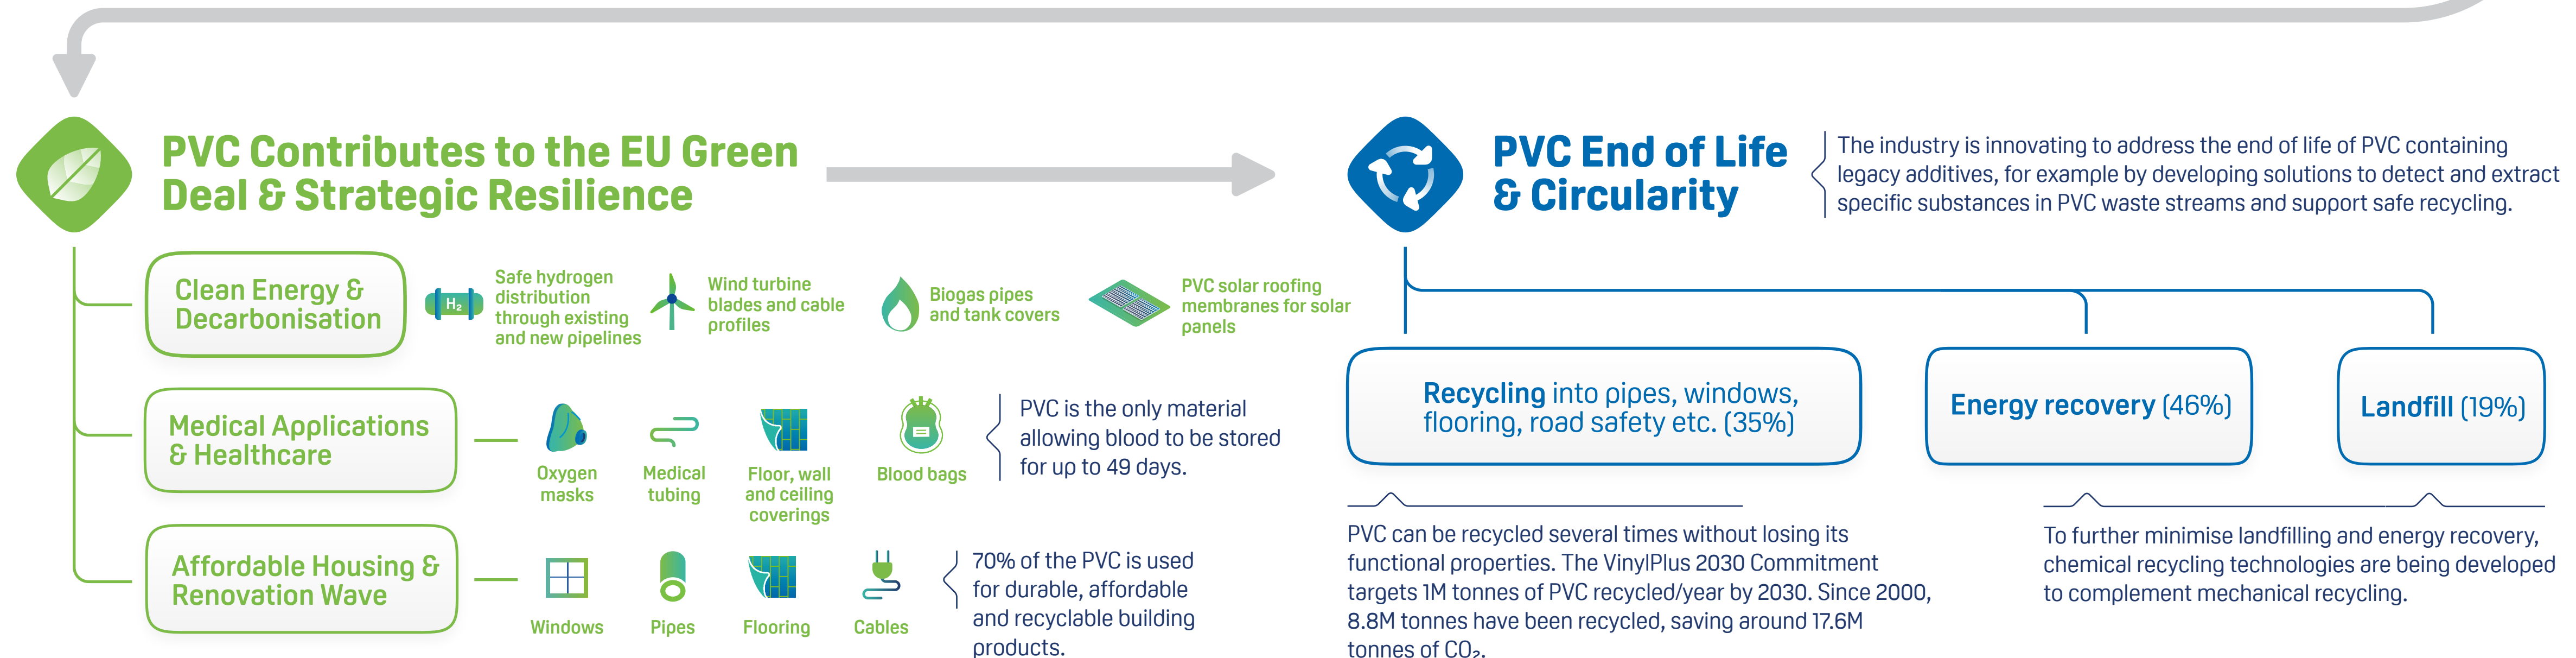 PVC Contributes to the EU Green
Deal & Strategic Resilience
Clean Energy &
Decarbonisation
H₂
Safe hydrogen
distribution
through existing
and new pipelines
Wind turbine
blades and cable
profiles
Biogas pipes
and tank covers
PVC solar roofing
membranes for solar
panels
Medical Applications
& Healthcare
Oxygen
masks
Medical
tubing
Floor, wall
and ceiling
coverings
Blood bags
PVC is the only material
allowing blood to be stored
for up to 49 days.
Affordable Housing &
Renovation Wave
Windows
Pipes
Flooring
Cables
70% of the PVC is used
for durable, affordable
and recyclable building
products.
PVC End of Life
& Circularity
The industry is innovating to address the end of life of PVC containing
legacy additives, for example by developing solutions to detect and extract
specific substances in PVC waste streams and support safe recycling.
Recycling into pipes, windows,
flooring, road safety etc. (35%)
Energy recovery (46%)
Landfill (19%)
PVC can be recycled several times without losing its
functional properties. The VinylPlus 2030 Commitment
targets 1M tonnes of PVC recycled/year by 2030. Since 2000,
8.8M tonnes have been recycled, saving around 17.6M
tonnes of CO₂.
To further minimise landfilling and energy recovery,
chemical recycling technologies are being developed
to complement mechanical recycling.